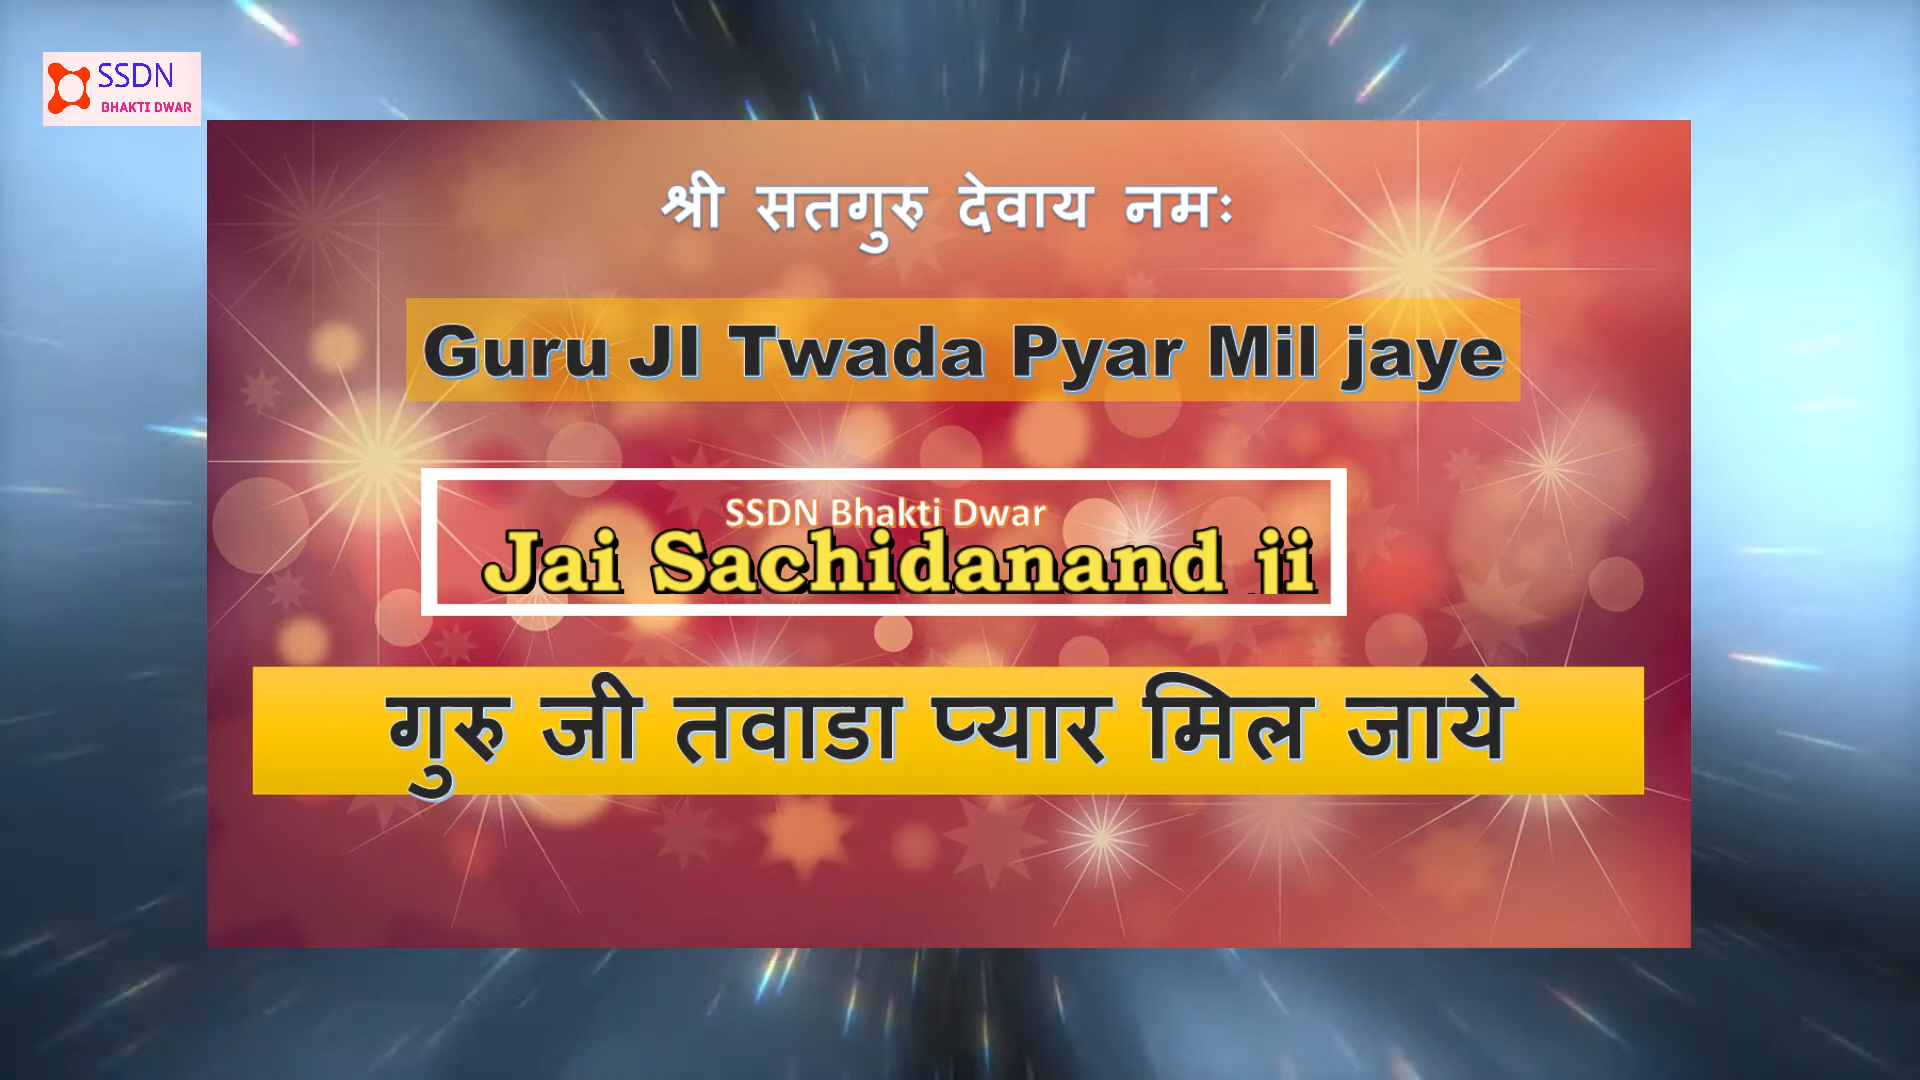 SSDN
BHAKTI DWAR
श्री सतगुरु देवाय नमः
Guru JI Twada Pyar Mil jaye
SSDN Bhakti Dwar
Jai Sachidanand ji
गुरु जी तवाडा प्यार मिल जाये